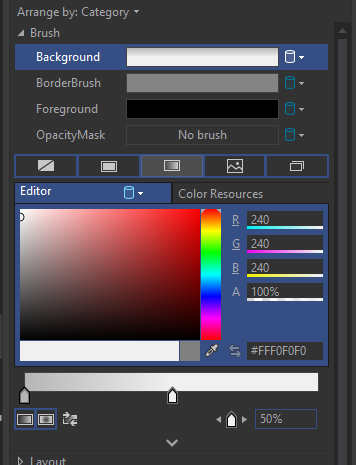 Arrange by: Category
Brush
Background
BorderBrush
Foreground
OpacityMask No brush
Editor Color Resources
R 240
G 240
B 240
A 100%
#FFF0F0F0
50%
Layout